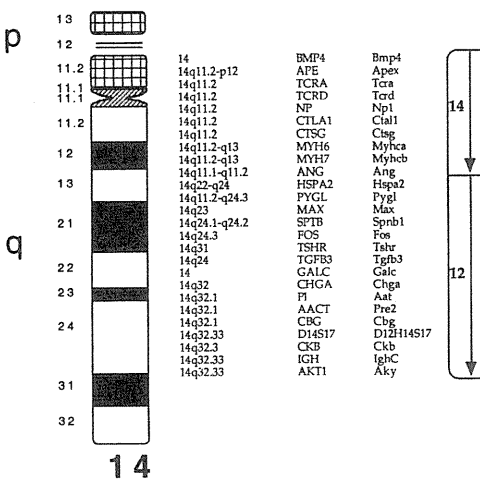 p
13
12
11.2
11.1
11.1
11.2
12
13
q
21
22
23
24
31
32
14
14 BMP4 Bmp4
14q11.2-p12 APE Apex
14q11.2 TCRA Tcra
14q11.2 TCRD Tcrd
14q11.2 NP Np1
14q11.2 CTLA1 Ctal1
14q11.2 CTSG Ctsg
14q11.2-q13 MYH6 Myhca
14q11.2-q13 MYH7 Myhcb
14q11.1-q11.2 ANG Ang
14q22-q24 HSPA2 Hspa2
14q11.2-q24.3 PYGL Pygl
14q23 MAX Max
14q24.1-q24.2 SPTB Spnb1
14q24.3 FOS Fos
14q31 TSHR Tshr
14q24 TGFB3 Tgfb3
14 GALC Galc
14q32 CHGA Chga
14q32.1 PI Aat
14q32.1 AACT Pre2
14q32.1 CBG Cbg
14q32.33 D14S17 D12H14S17
14q32.3 CKB Ckb
14q32.33 IGH IghC
14q32.33 AKT1 Aky
14
12